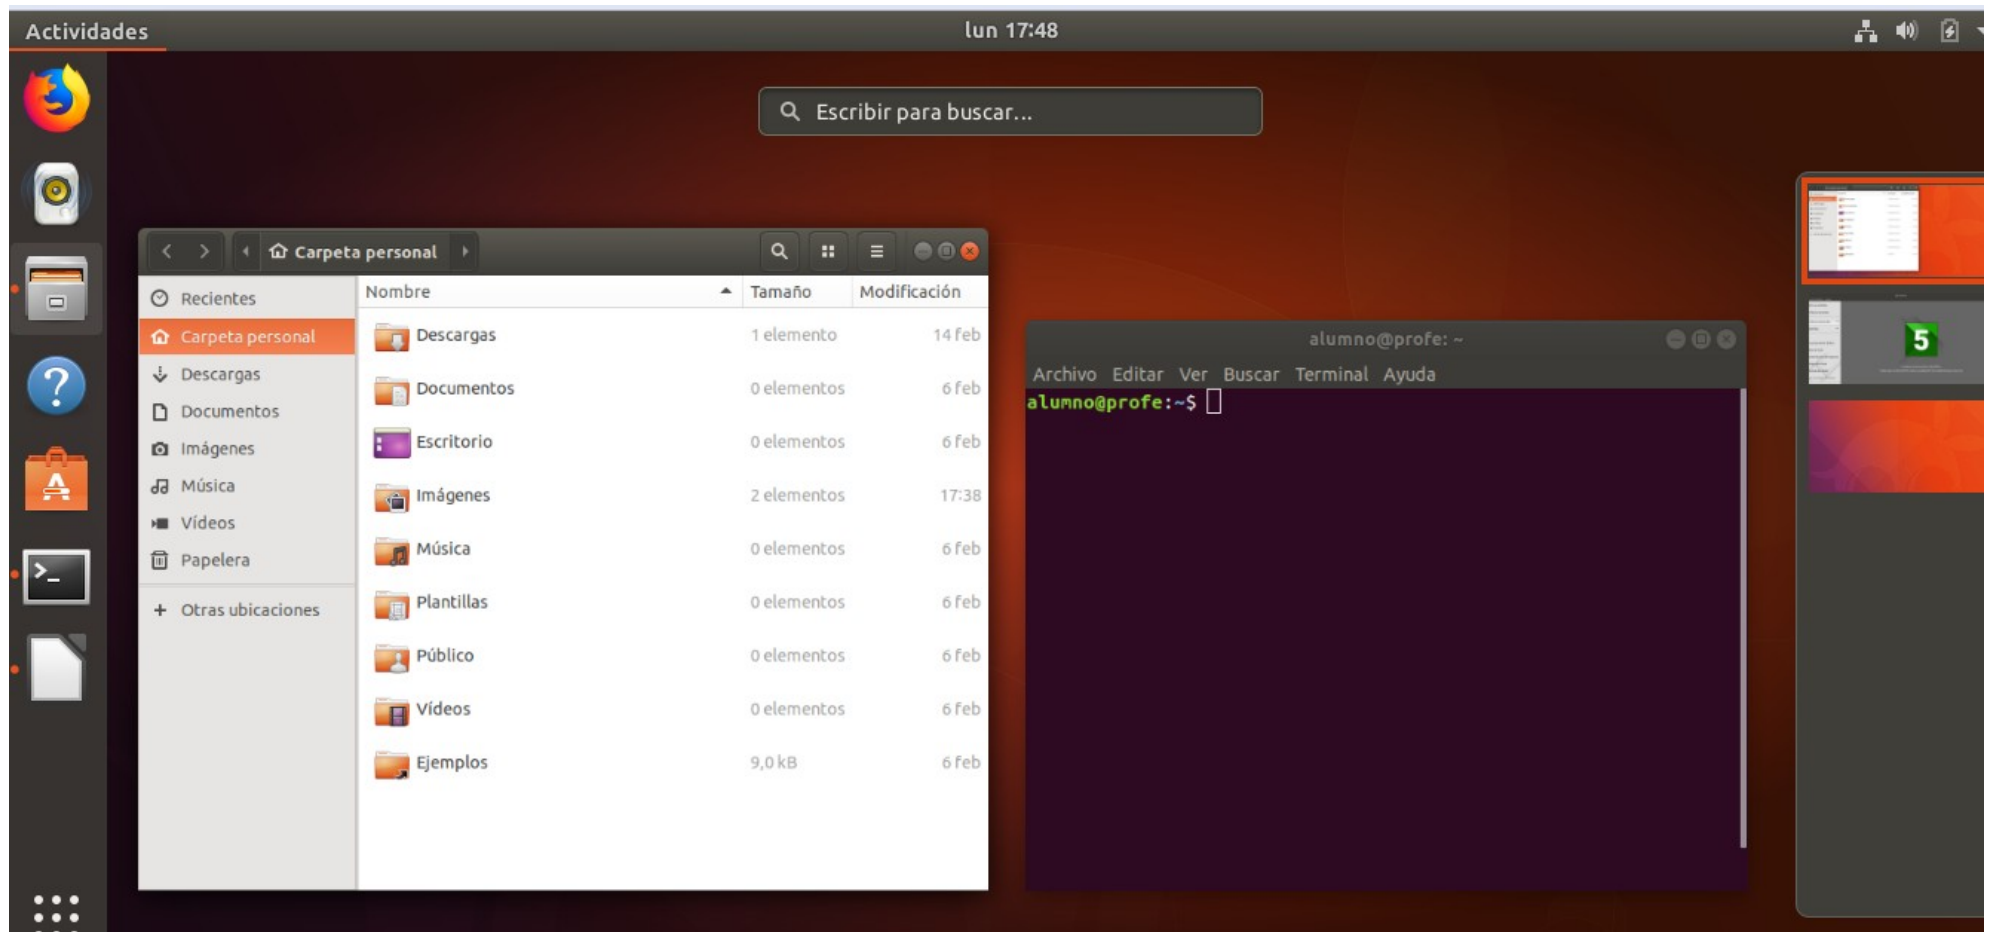 Actividades
lun 17:48
Escribir para buscar...
Carpeta personal
Recientes
Carpeta personal
Descargas
Documentos
Imágenes
Música
Vídeos
Papelera
+ Otras ubicaciones
Nombre Tamaño Modificación
Descargas 1 elemento 14 feb
Documentos 0 elementos 6 feb
Escritorio 0 elementos 6 feb
Imágenes 2 elementos 17:38
Música 0 elementos 6 feb
Plantillas 0 elementos 6 feb
Público 0 elementos 6 feb
Vídeos 0 elementos 6 feb
Ejemplos 9,0 kB 6 feb
alumno@profe: ~
Archivo Editar Ver Buscar Terminal Ayuda
alumno@profe:~$
5